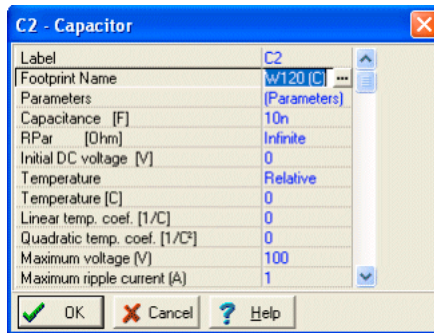 C2 - Capacitor
Label C2
Footprint Name W120 (C) ...
Parameters (Parameters)
Capacitance [F] 10n
RPar [Ohm] Infinite
Initial DC voltage [V] 0
Temperature Relative
Temperature [C] 0
Linear temp. coef. [1/C] 0
Quadratic temp. coef. [1/C²] 0
Maximum voltage (V) 100
Maximum ripple current (A) 1
OK Cancel ? Help